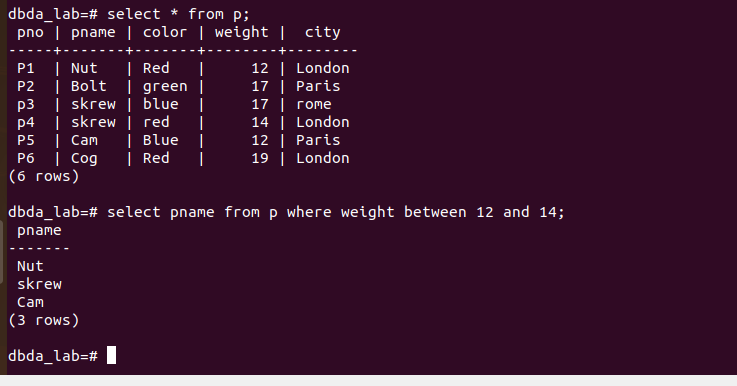 dbda_lab=# select * from p;
 pno | pname | color | weight |  city
-----+-------+-------+--------+--------
 P1  | Nut   | Red   |     12 | London
 P2  | Bolt  | green |     17 | Paris
 p3  | skrew | blue  |     17 | rome
 p4  | skrew | red   |     14 | London
 P5  | Cam   | Blue  |     12 | Paris
 P6  | Cog   | Red   |     19 | London
(6 rows)

dbda_lab=# select pname from p where weight between 12 and 14;
 pname
-------
 Nut
 skrew
 Cam
(3 rows)

dbda_lab=#